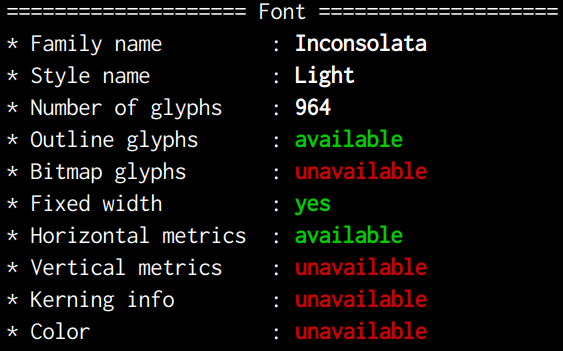 ==================== Font ====================
* Family name         : Inconsolata
* Style name          : Light
* Number of glyphs    : 964
* Outline glyphs      : available
* Bitmap glyphs       : unavailable
* Fixed width         : yes
* Horizontal metrics  : available
* Vertical metrics    : unavailable
* Kerning info        : unavailable
* Color               : unavailable